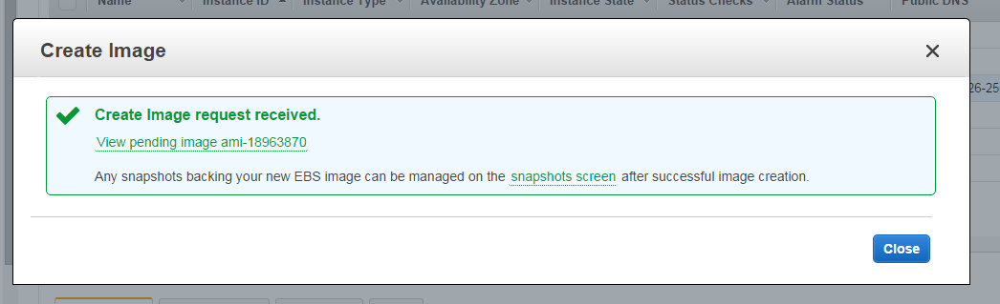 Name Instance ID Instance Type Availability Zone Instance State Status Checks Alarm Status Public DNS
Create Image
26-25
Create Image request received.
View pending image ami-18963870
Any snapshots backing your new EBS image can be managed on the snapshots screen after successful image creation.
Close